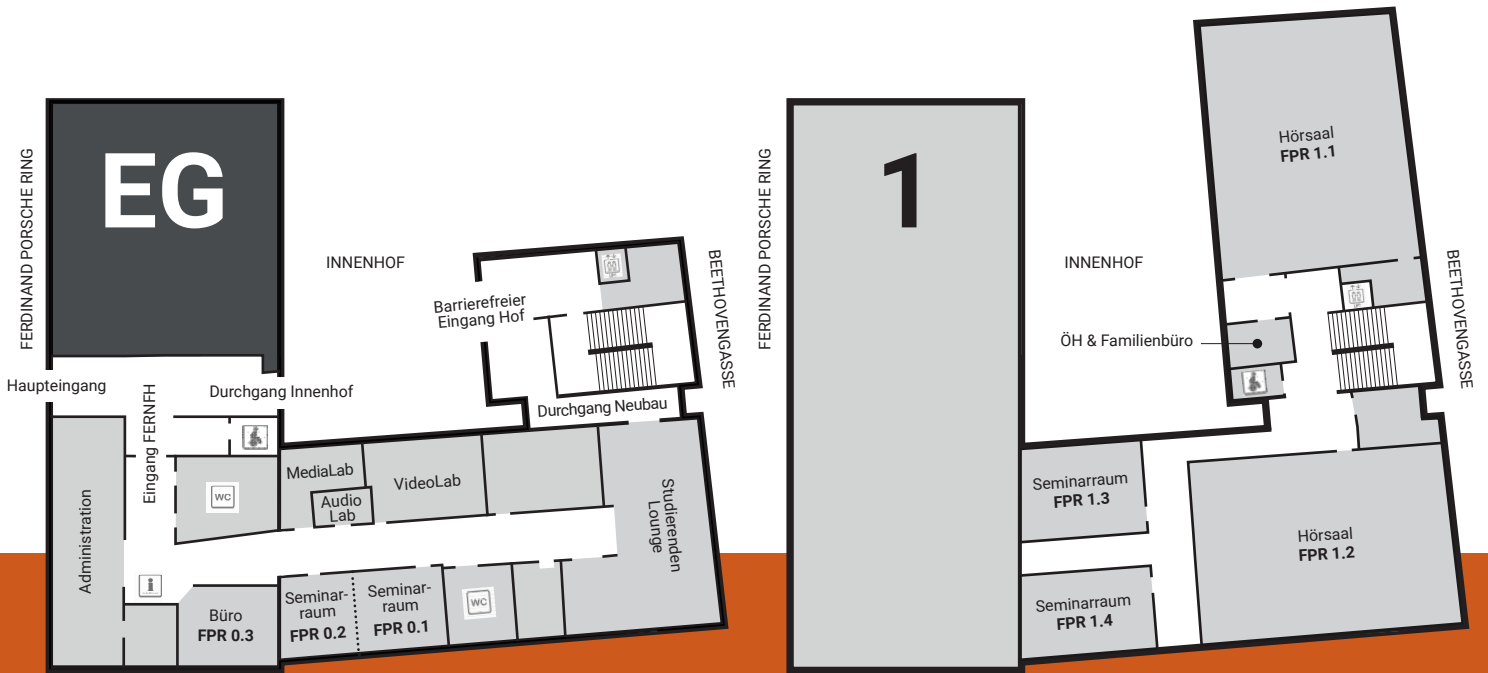 EG
FERDINAND PORSCHE RING
INNENHOF
BEETHOVENGASSE
Barrierefreier
Eingang Hof
Haupteingang
Durchgang Innenhof
Durchgang Neubau
Eingang FERNFH
MediaLab
Audio
Lab
VideoLab
WC
Studierenden
Lounge
Administration
i
Büro
FPR 0.3
Seminar-
raum
FPR 0.2
Seminar-
raum
FPR 0.1
WC
1
FERDINAND PORSCHE RING
INNENHOF
BEETHOVENGASSE
Hörsaal
FPR 1.1
ÖH & Familienbüro
Seminarraum
FPR 1.3
Hörsaal
FPR 1.2
Seminarraum
FPR 1.4